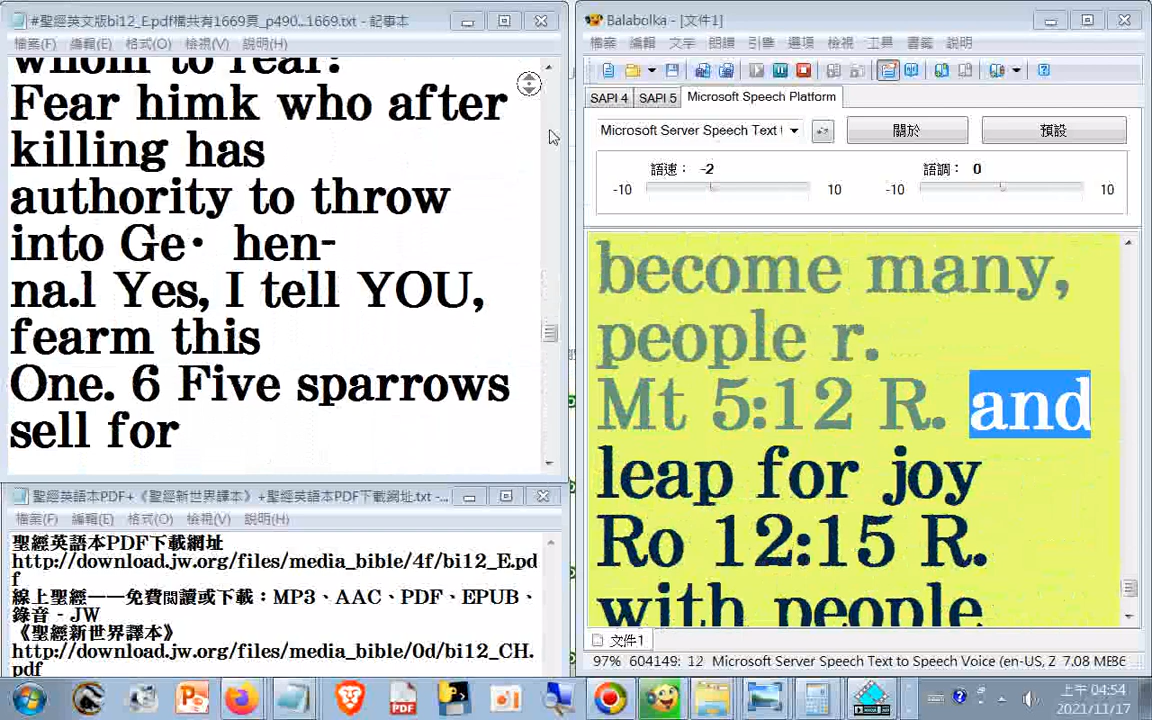 #聖經英文版bi12_E.pdf檔共有1669頁_p490...1669.txt - 記事本
檔案(F) 編輯(E) 格式(O) 檢視(V) 說明(H)
whom to fear:
Fear himk who after
killing has
authority to throw
into Ge· hen-
na.l Yes, I tell YOU,
fearm this
One. 6 Five sparrows
sell for
聖經英語本PDF+《聖經新世界譯本》+聖經英語本PDF下載網址.txt -...
檔案(F) 編輯(E) 格式(O) 檢視(V) 說明(H)
聖經英語本PDF下載網址
http://download.jw.org/files/media_bible/4f/bi12_E.pd
f
線上聖經——免費閱讀或下載：MP3、AAC、PDF、EPUB、
錄音 - JW
《聖經新世界譯本》
http://download.jw.org/files/media_bible/0d/bi12_CH.
pdf
Balabolka - [文件1]
檔案 編輯 文字 朗讀 引擎 選項 檢視 工具 書籤 說明
SAPI 4 SAPI 5 Microsoft Speech Platform
Microsoft Server Speech Text t 關於 預設
語速： -2 語調： 0
-10 10 -10 10
become many,
people r.
Mt 5:12 R. and
leap for joy
Ro 12:15 R.
with people
文件1
97% 604149: 12 Microsoft Server Speech Text to Speech Voice (en-US, Z 7.08 МЕБ
上午 04:54
2021/11/17